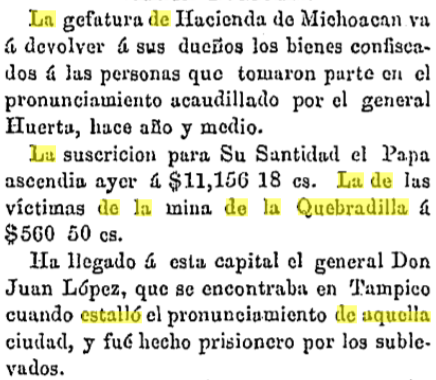 La gefatura de Hacienda de Michoacan va
á devolver á sus dueños los bienes confisca-
dos á las personas que tomaron parte en el
pronunciamiento acaudillado por el general
Huerta, hace año y medio.
La suscricion para Su Santidad el Papa
ascendia ayer á $11,156 18 cs. La de las
víctimas de la mina de la Quebradilla á
$560 50 cs.
Ha llegado á esta capital el general Don
Juan López, que se encontraba en Tampico
cuando estalló el pronunciamiento de aquella
ciudad, y fué hecho prisionero por los suble-
vados.